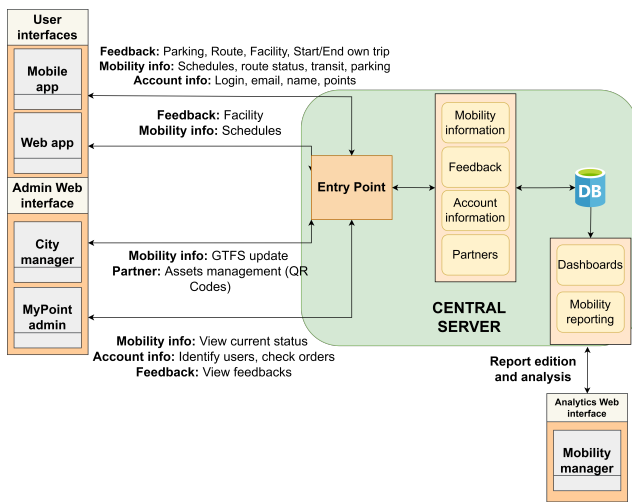 User
interfaces
Mobile
app
Web app
Admin Web
interface
City
manager
MyPoint
admin
Feedback: Parking, Route, Facility, Start/End own trip
Mobility info: Schedules, route status, transit, parking
Account info: Login, email, name, points
Feedback: Facility
Mobility info: Schedules
Mobility info: GTFS update
Partner: Assets management (QR
Codes)
Mobility info: View current status
Account info: Identify users, check orders
Feedback: View feedbacks
Entry Point
Mobility
information
Feedback
Account
information
Partners
CENTRAL
SERVER
DB
Dashboards
Mobility
reporting
Report edition
and analysis
Analytics Web
interface
Mobility
manager